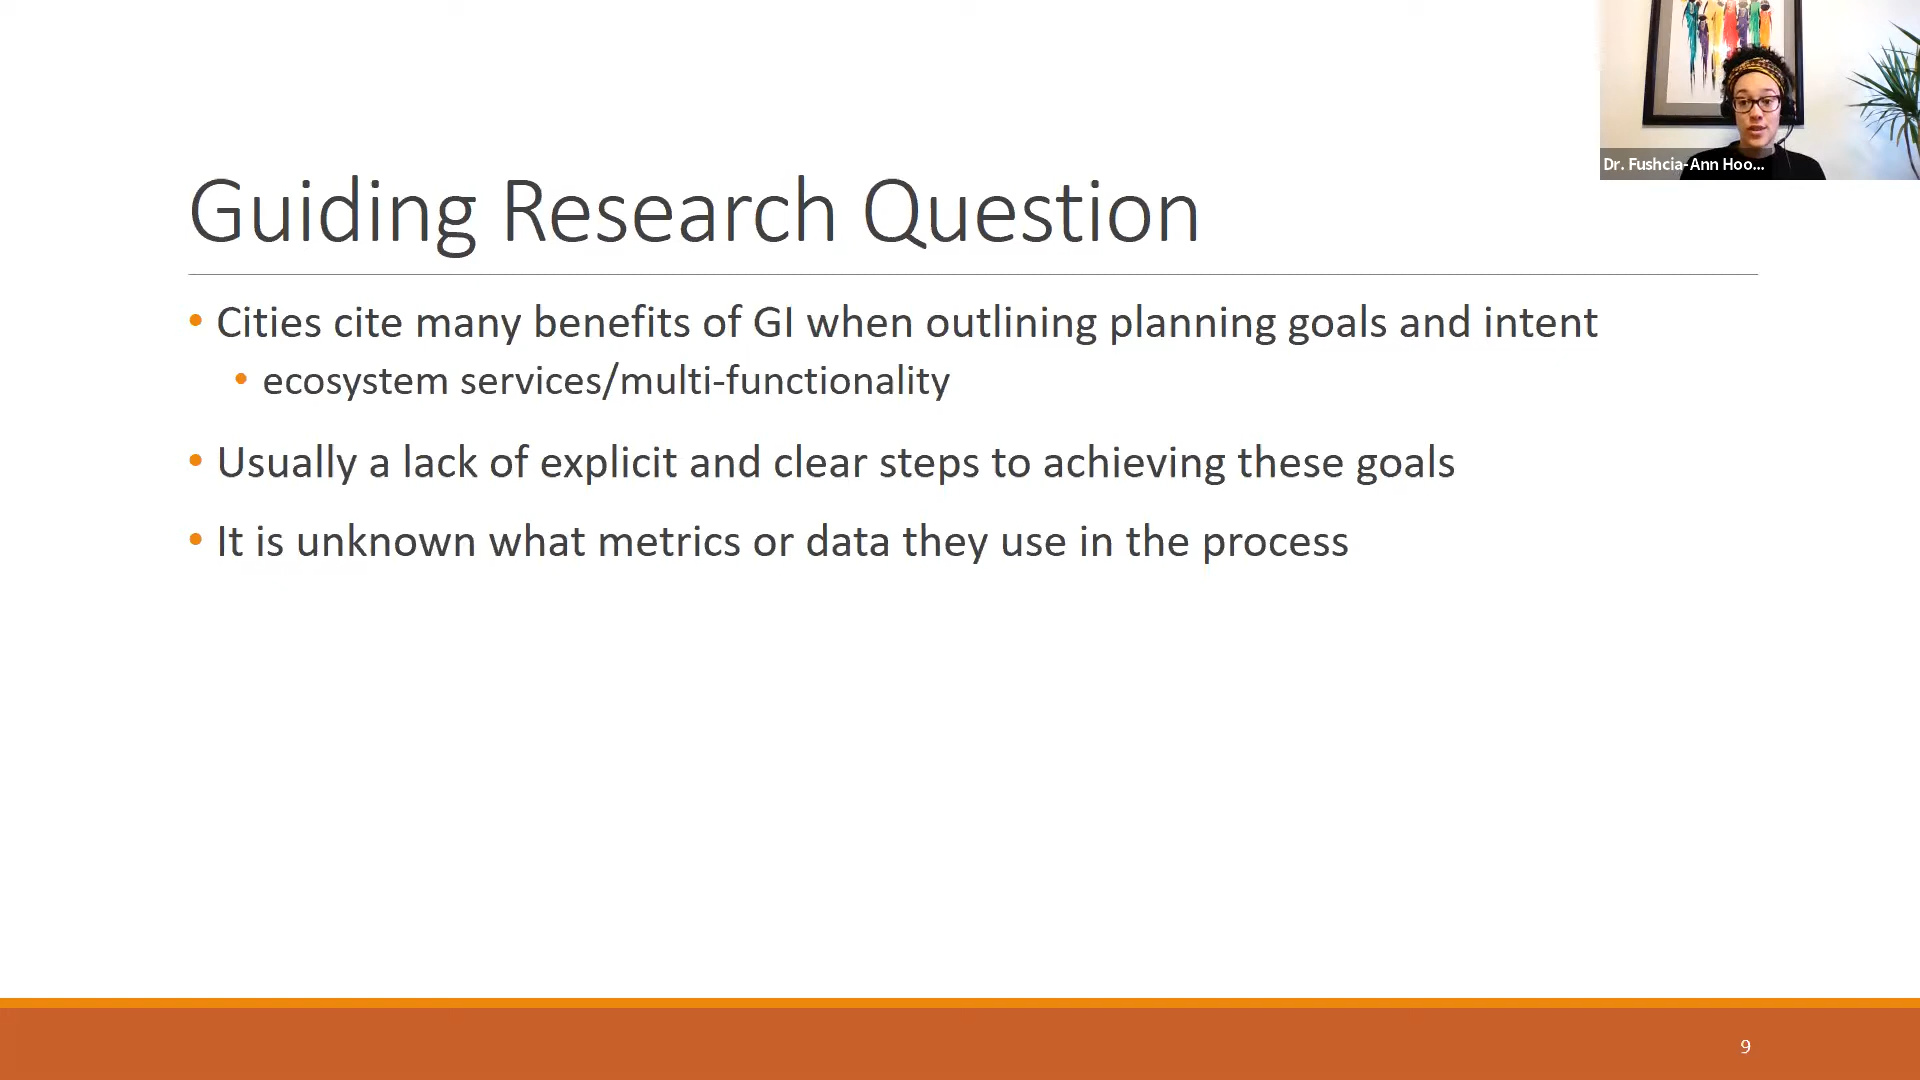 Dr. Fushcia-Ann Hoo...
Guiding Research Question
• Cities cite many benefits of GI when outlining planning goals and intent
• ecosystem services/multi-functionality
• Usually a lack of explicit and clear steps to achieving these goals
• It is unknown what metrics or data they use in the process
9